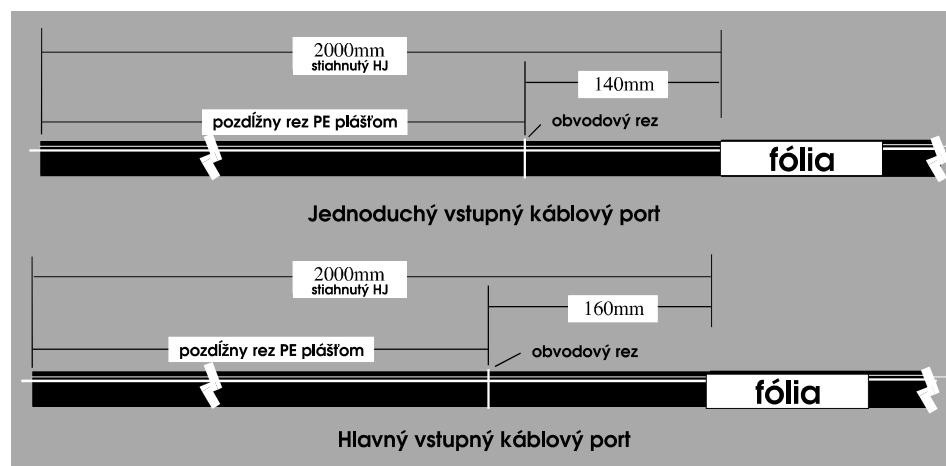 2000mm
stiahnutý HJ
140mm
pozdĺžny rez PE plášťom
obvodový rez
fólia
Jednoduchý vstupný káblový port
2000mm
stiahnutý HJ
160mm
pozdĺžny rez PE plášťom
obvodový rez
fólia
Hlavný vstupný káblový port